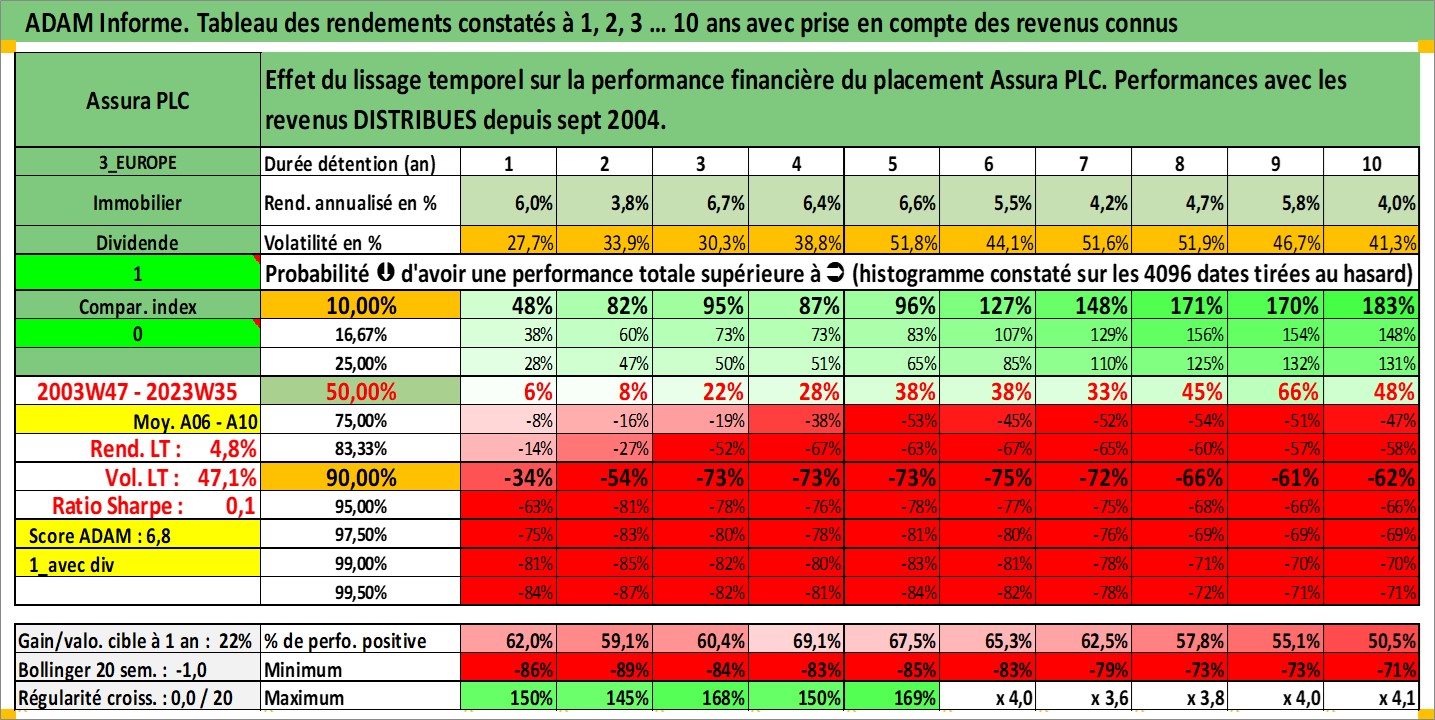 ADAM Informe. Tableau des rendements constatés à 1, 2, 3 ... 10 ans avec prise en compte des revenus connus
Assura PLC
Effet du lissage temporel sur la performance financière du placement Assura PLC. Performances avec les
revenus DISTRIBUES depuis sept 2004.
3_EUROPE Durée détention (an) 1 2 3 4 5 6 7 8 9 10
Immobilier Rend. annualisé en % 6,0% 3,8% 6,7% 6,4% 6,6% 5,5% 4,2% 4,7% 5,8% 4,0%
Dividende Volatilité en % 27,7% 33,9% 30,3% 38,8% 51,8% 44,1% 51,6% 51,9% 46,7% 41,3%
1 Probabilité ⬇ d'avoir une performance totale supérieure à ➲ (histogramme constaté sur les 4096 dates tirées au hasard)
Compar. index 10,00% 48% 82% 95% 87% 96% 127% 148% 171% 170% 183%
0 16,67% 38% 60% 73% 73% 83% 107% 129% 156% 154% 148%
25,00% 28% 47% 50% 51% 65% 85% 110% 125% 132% 131%
2003W47 - 2023W35 50,00% 6% 8% 22% 28% 38% 38% 33% 45% 66% 48%
Moy. A06 - A10 75,00% -8% -16% -19% -38% -53% -45% -52% -54% -51% -47%
Rend. LT : 4,8% 83,33% -14% -27% -52% -67% -63% -67% -65% -60% -57% -58%
Vol. LT : 47,1% 90,00% -34% -54% -73% -73% -73% -75% -72% -66% -61% -62%
Ratio Sharpe : 0,1 95,00% -63% -81% -78% -76% -78% -77% -75% -68% -66% -66%
Score ADAM : 6,8 97,50% -75% -83% -80% -78% -81% -80% -76% -69% -69% -69%
1_avec div 99,00% -81% -85% -82% -80% -83% -81% -78% -71% -70% -70%
99,50% -84% -87% -82% -81% -84% -82% -78% -72% -71% -71%
Gain/valo. cible à 1 an : 22% % de perfo. positive 62,0% 59,1% 60,4% 69,1% 67,5% 65,3% 62,5% 57,8% 55,1% 50,5%
Bollinger 20 sem. : -1,0 Minimum -86% -89% -84% -83% -85% -83% -79% -73% -73% -71%
Régularité croiss. : 0,0 / 20 Maximum 150% 145% 168% 150% 169% x 4,0 x 3,6 x 3,8 x 4,0 x 4,1